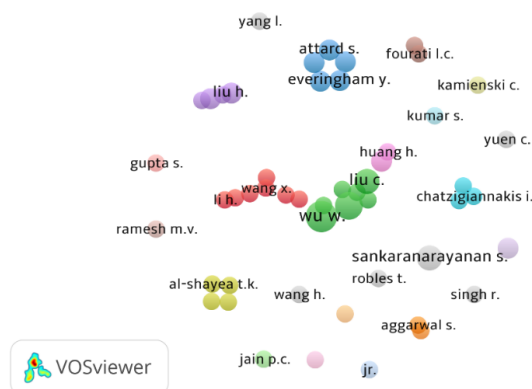 yang l.
attard s.
fourati l.c.
everingham y.
kamienski c.
liu h.
kumar s.
yuen c.
huang h.
gupta s.
liu c.
wang x.
li h.
chatzigiannakis i.
wu w.
ramesh m.v.
sankaranarayanan s.
robles t.
al-shayea t.k.
wang h.
singh r.
aggarwal s.
jain p.c.
jr.
VOSviewer